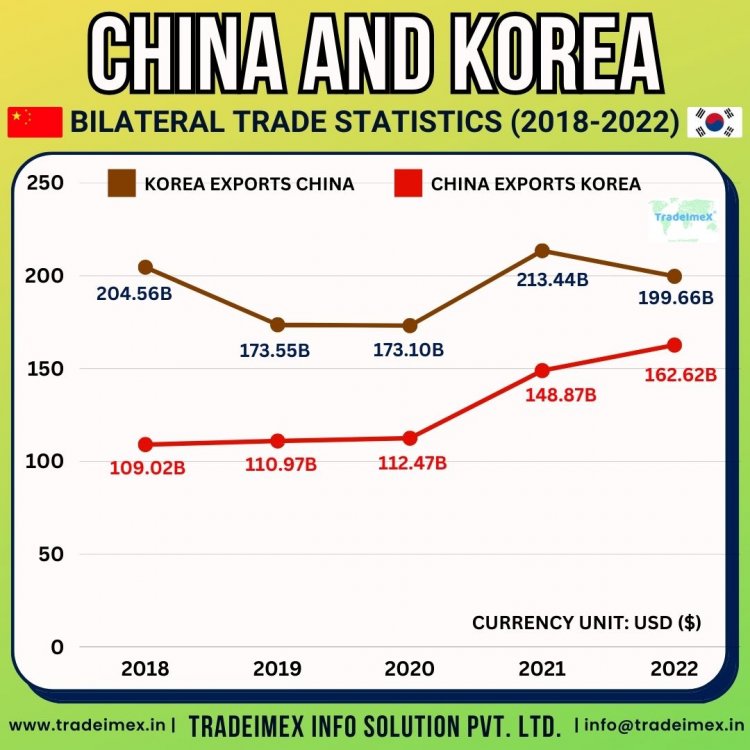 CHINA AND KOREA
BILATERAL TRADE STATISTICS (2018-2022)
KOREA EXPORTS CHINA
CHINA EXPORTS KOREA
TradeImeX
250
200
150
100
50
0
204.56B
173.55B
173.10B
213.44B
199.66B
109.02B
110.97B
112.47B
148.87B
162.62B
CURRENCY UNIT: USD ($)
2018 2019 2020 2021 2022
www.tradeimex.in | TRADEIMEX INFO SOLUTION PVT. LTD. | info@tradeimex.in